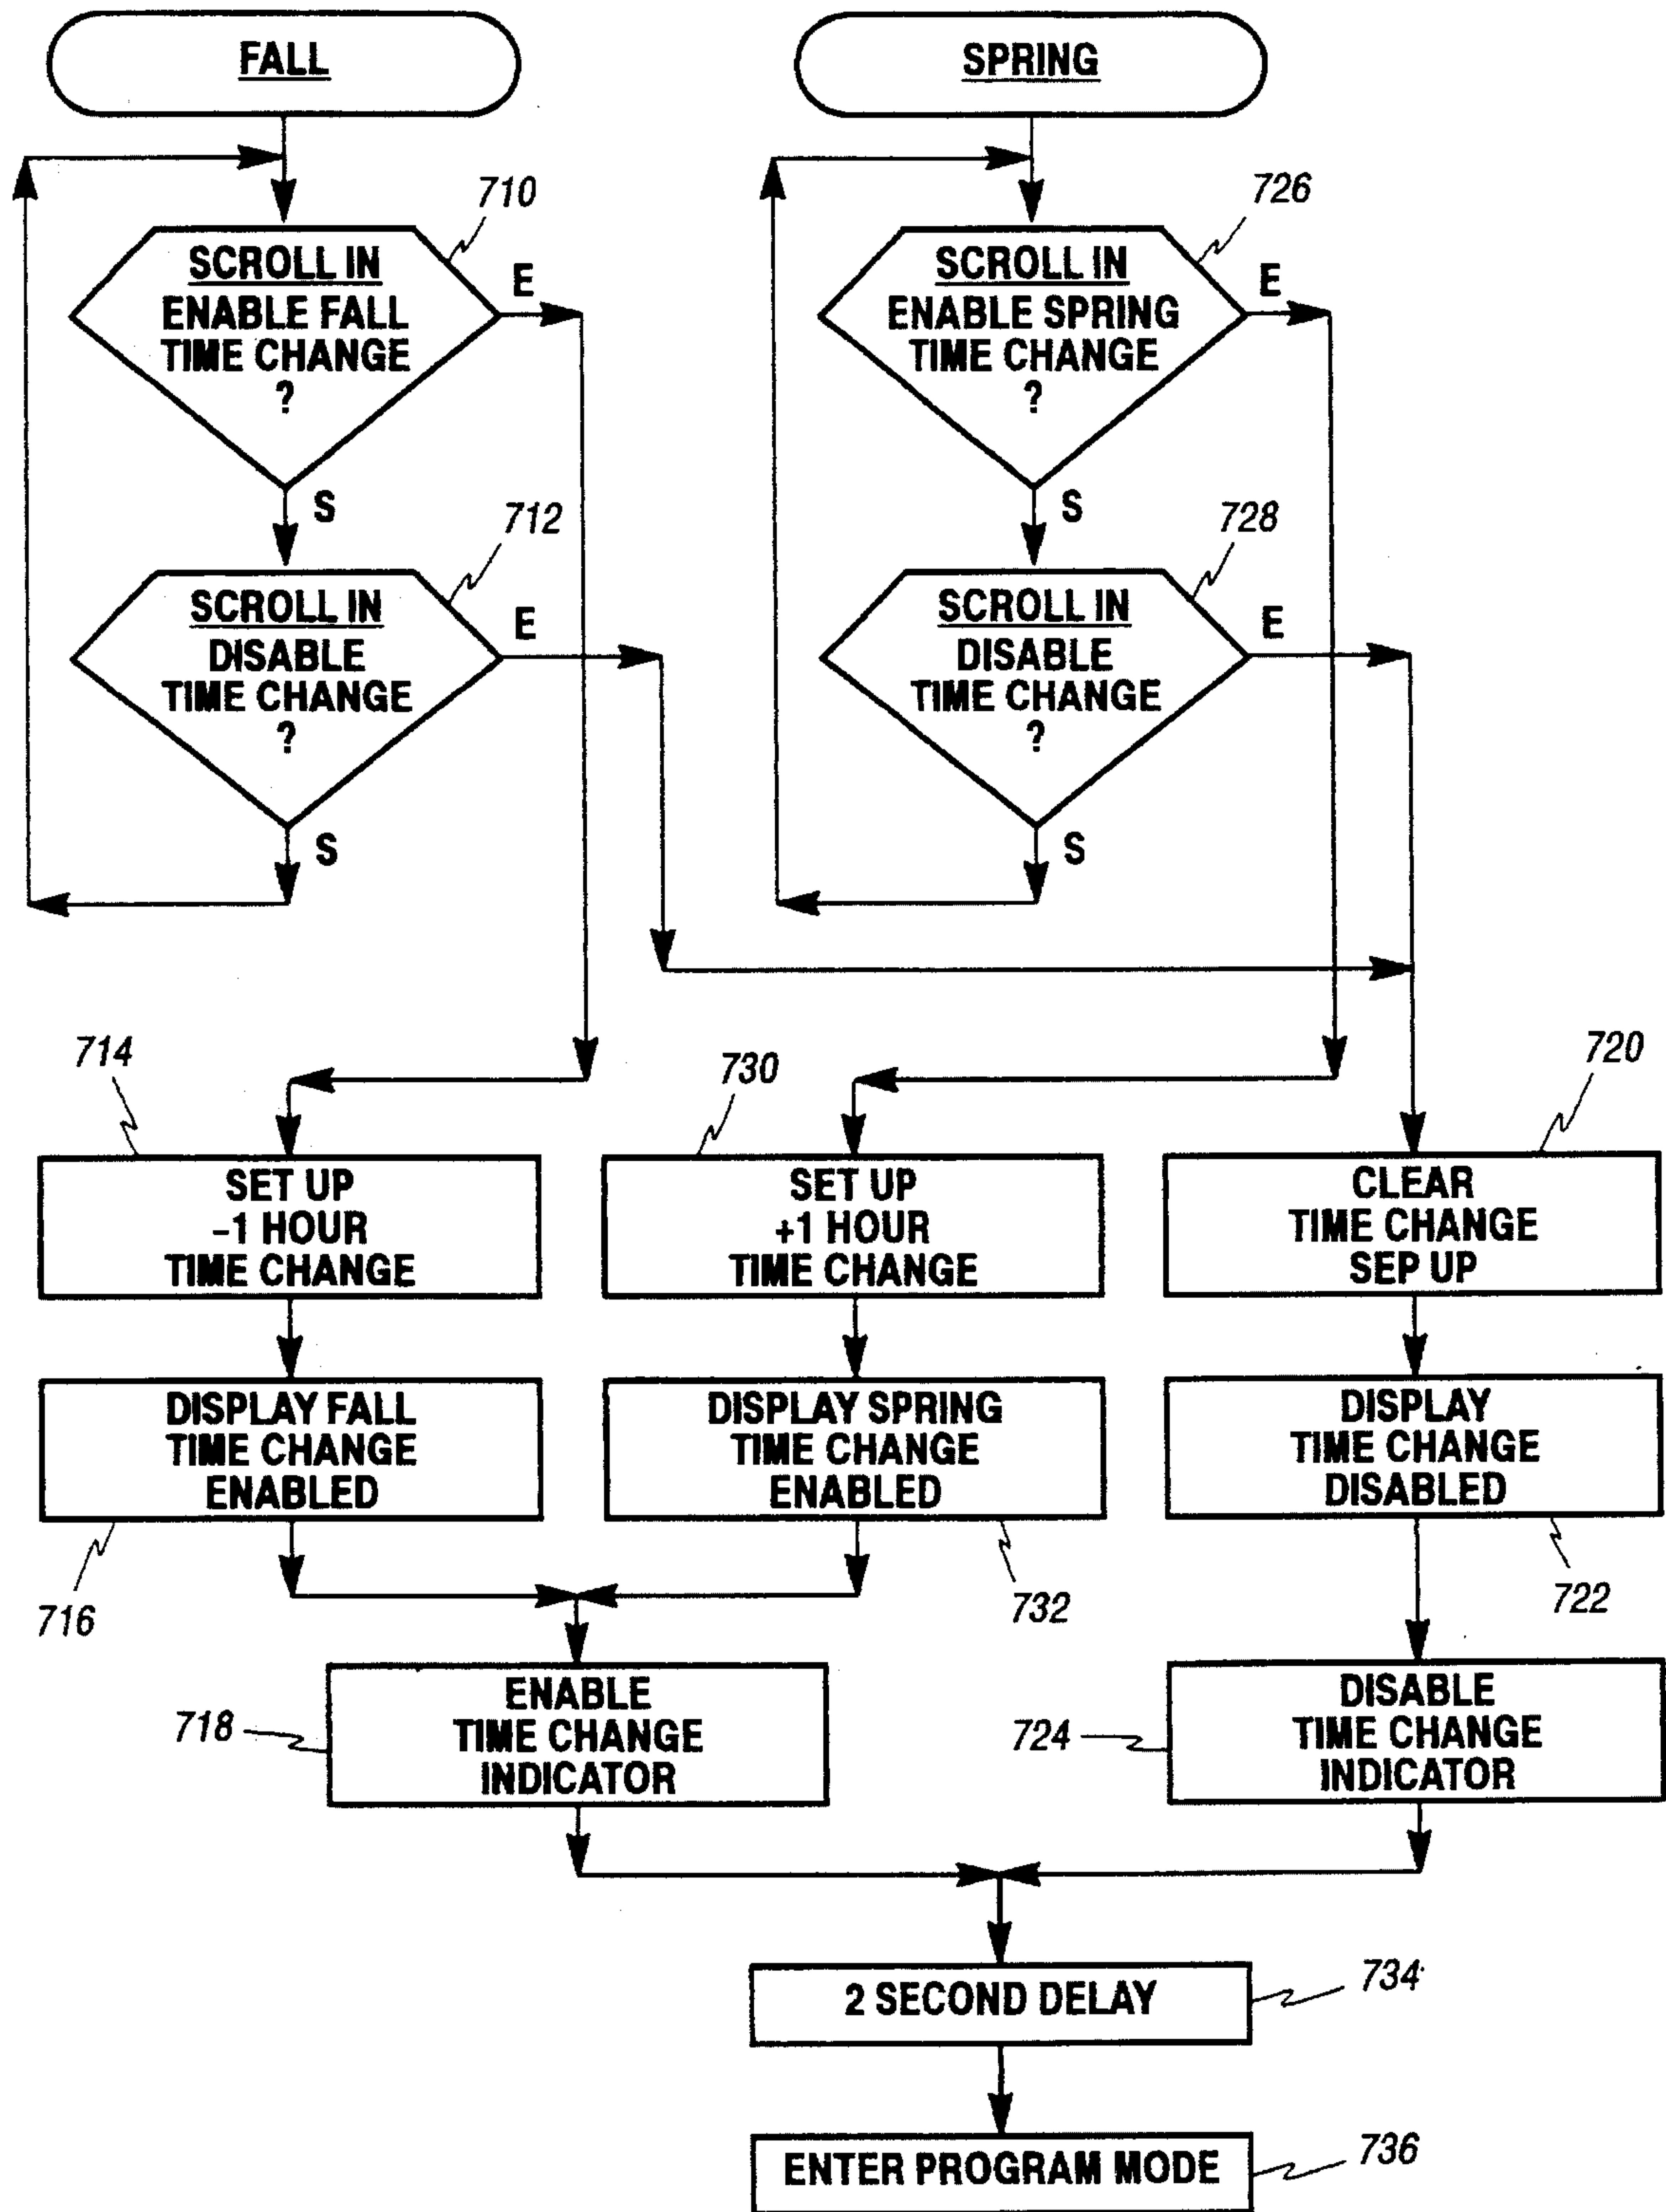 FALL
SPRING
710
SCROLL IN
ENABLE FALL
TIME CHANGE
?
E
S
726
SCROLL IN
ENABLE SPRING
TIME CHANGE
?
E
S
712
SCROLL IN
DISABLE
TIME CHANGE
?
E
S
728
SCROLL IN
DISABLE
TIME CHANGE
?
E
S
714
SET UP
–1 HOUR
TIME CHANGE
730
SET UP
+1 HOUR
TIME CHANGE
720
CLEAR
TIME CHANGE
SEP UP
DISPLAY FALL
TIME CHANGE
ENABLED
716
DISPLAY SPRING
TIME CHANGE
ENABLED
732
DISPLAY
TIME CHANGE
DISABLED
722
718
ENABLE
TIME CHANGE
INDICATOR
724
DISABLE
TIME CHANGE
INDICATOR
2 SECOND DELAY
734
ENTER PROGRAM MODE
736